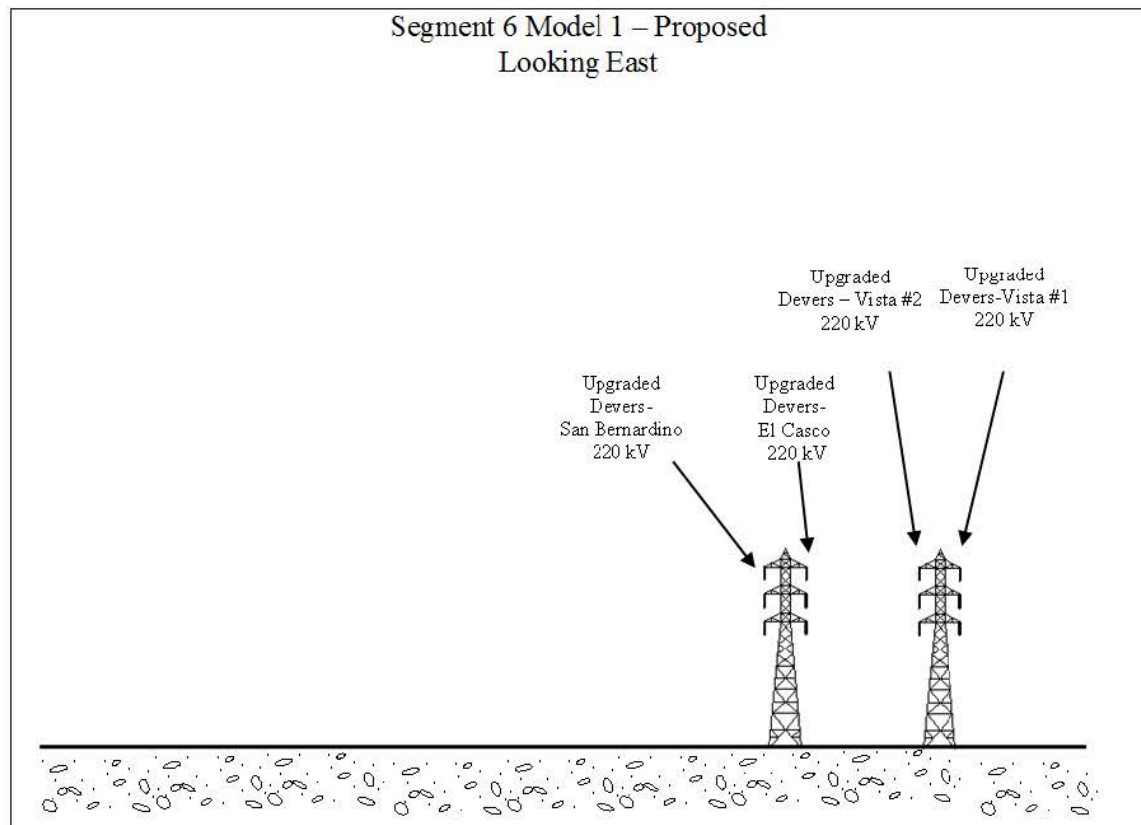 Segment 6 Model 1 – Proposed
Looking East
Upgraded
Devers – Vista #2
220 kV
Upgraded
Devers-Vista #1
220 kV
Upgraded
Devers-
San Bernardino
220 kV
Upgraded
Devers-
El Casco
220 kV